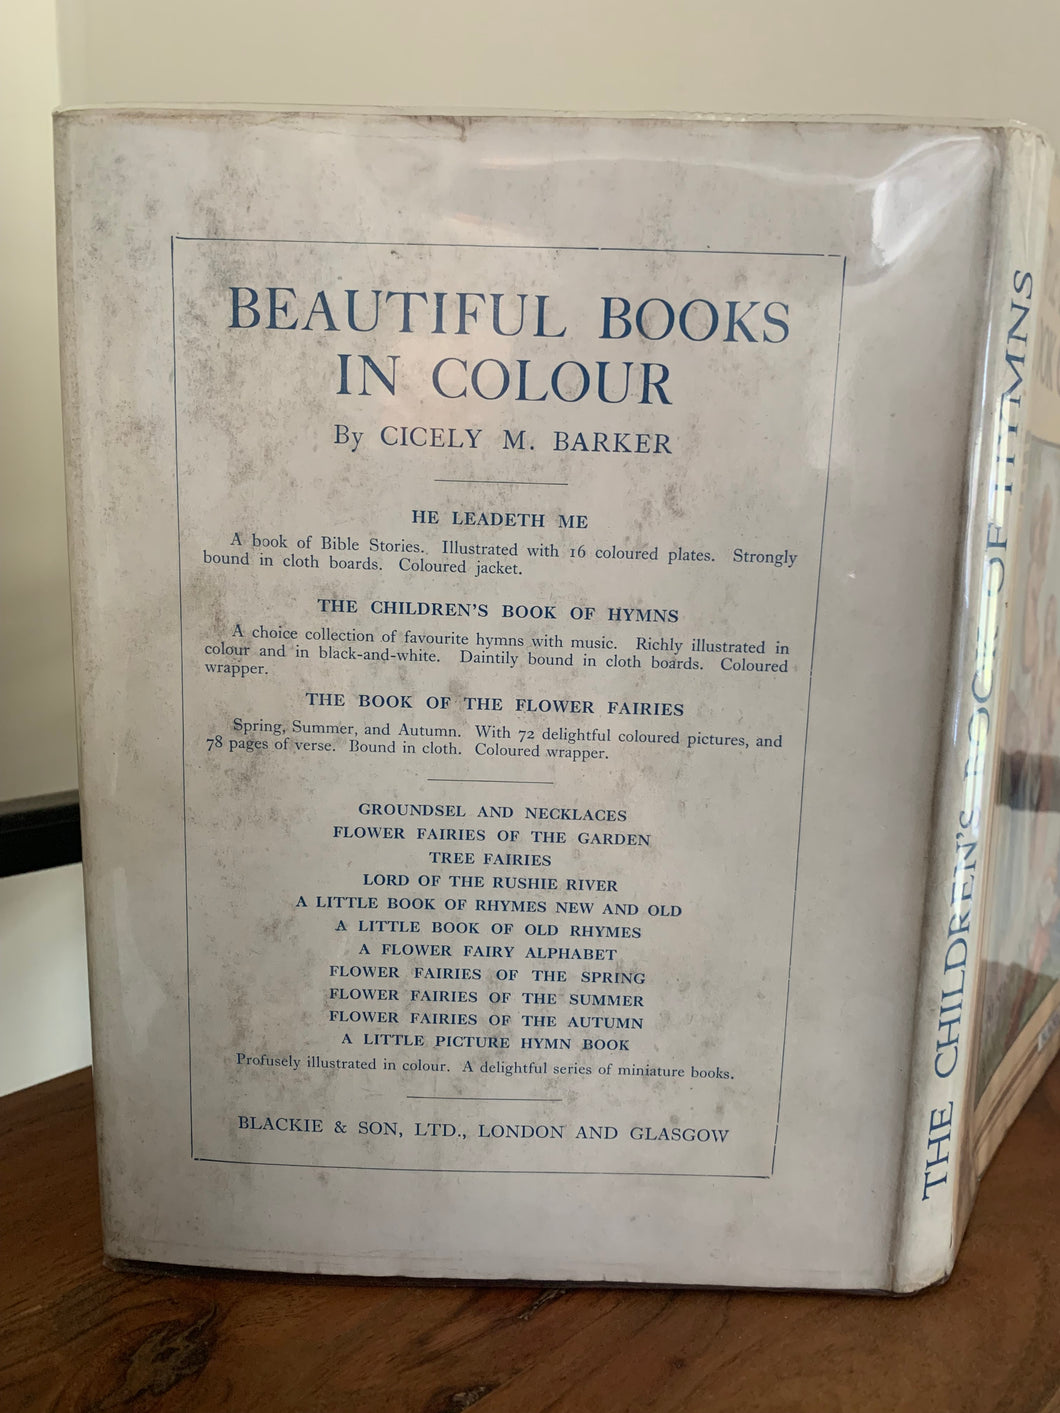 BEAUTIFUL BOOKS
IN COLOUR
By CICELY M. BARKER
HE LEADETH ME
A book of Bible Stories. Illustrated with 16 coloured plates. Strongly
bound in cloth boards. Coloured jacket.
THE CHILDREN'S BOOK OF HYMNS
A choice collection of favourite hymns with music. Richly illustrated in
colour and in black-and-white. Daintily bound in cloth boards. Coloured
wrapper.
THE BOOK OF THE FLOWER FAIRIES
Spring, Summer, and Autumn. With 72 delightful coloured pictures, and
78 pages of verse. Bound in cloth. Coloured wrapper.
GROUNDSEL AND NECKLACES
FLOWER FAIRIES OF THE GARDEN
TREE FAIRIES
LORD OF THE RUSHIE RIVER
A LITTLE BOOK OF RHYMES NEW AND OLD
A LITTLE BOOK OF OLD RHYMES
A FLOWER FAIRY ALPHABET
FLOWER FAIRIES OF THE SPRING
FLOWER FAIRIES OF THE SUMMER
FLOWER FAIRIES OF THE AUTUMN
A LITTLE PICTURE HYMN BOOK
Profusely illustrated in colour. A delightful series of miniature books.
BLACKIE & SON, LTD., LONDON AND GLASGOW
THE CHILDREN'S BOOK OF HYMNS